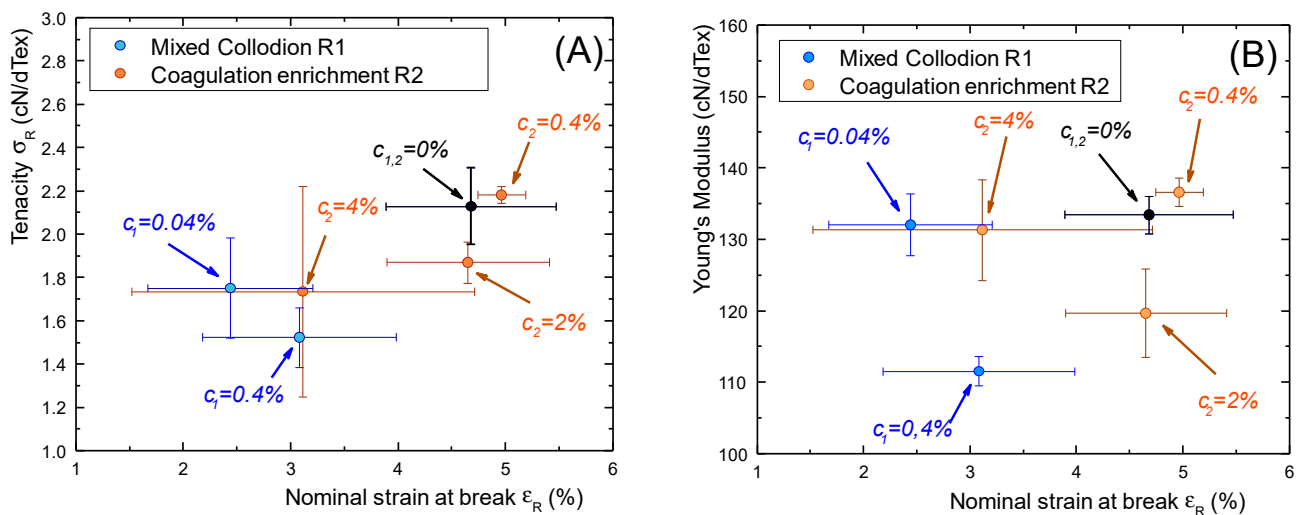 (A)
Mixed Collodion R1
Coagulation enrichment R2
Tenacity σR (cN/dTex)
3.0
2.8
2.6
2.4
2.2
2.0
1.8
1.6
1.4
1.2
1.0
c2=0.4%
c1,2=0%
c2=4%
c1=0.04%
c2=2%
c1=0.4%
1 2 3 4 5 6
Nominal strain at break εR (%)
(B)
Mixed Collodion R1
Coagulation enrichment R2
Young's Modulus (cN/dTex)
160
150
140
130
120
110
100
c2=0.4%
c1=0.04%
c2=4%
c1,2=0%
c2=2%
c1=0,4%
1 2 3 4 5 6
Nominal strain at break εR (%)